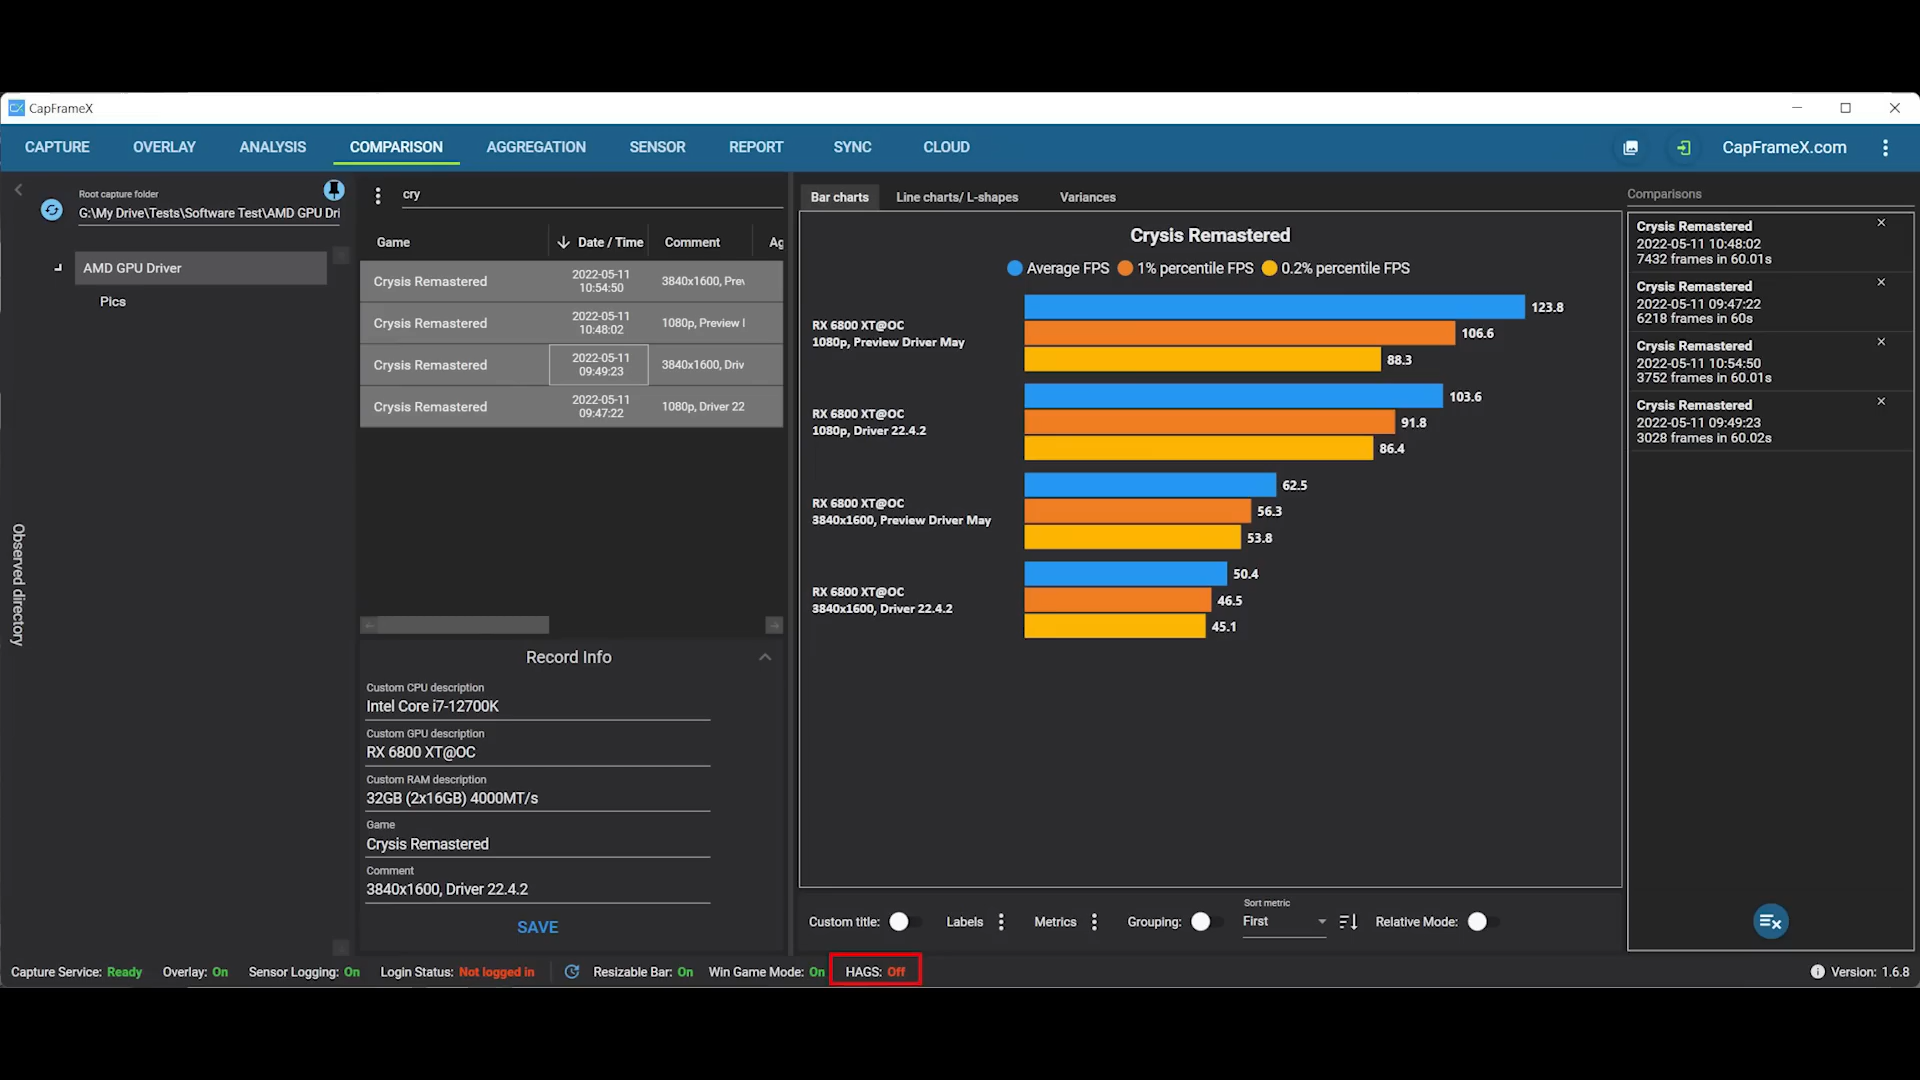 CapFrameX
CAPTURE OVERLAY ANALYSIS COMPARISON AGGREGATION SENSOR REPORT SYNC CLOUD CapFrameX.com
Root capture folder
G:\My Drive\Tests\Software Test\AMD GPU Dri
AMD GPU Driver
Pics
Observed directory
cry
Game Date / Time Comment Ag
Crysis Remastered 2022-05-11 10:54:50 3840x1600, Prev
Crysis Remastered 2022-05-11 10:48:02 1080p, Preview
Crysis Remastered 2022-05-11 09:49:23 3840x1600, Driv
Crysis Remastered 2022-05-11 09:47:22 1080p, Driver 22
Record Info
Custom CPU description
Intel Core i7-12700K
Custom GPU description
RX 6800 XT@OC
Custom RAM description
32GB (2x16GB) 4000MT/s
Game
Crysis Remastered
Comment
3840x1600, Driver 22.4.2
SAVE
Bar charts Line charts/ L-shapes Variances
Crysis Remastered
Average FPS 1% percentile FPS 0.2% percentile FPS
RX 6800 XT@OC
1080p, Preview Driver May
123.8
106.6
88.3
RX 6800 XT@OC
1080p, Driver 22.4.2
103.6
91.8
86.4
RX 6800 XT@OC
3840x1600, Preview Driver May
62.5
56.3
53.8
RX 6800 XT@OC
3840x1600, Driver 22.4.2
50.4
46.5
45.1
Custom title: Labels Metrics Grouping: Sort metric First Relative Mode:
Comparisons
Crysis Remastered
2022-05-11 10:48:02
7432 frames in 60.01s
Crysis Remastered
2022-05-11 09:47:22
6218 frames in 60s
Crysis Remastered
2022-05-11 10:54:50
3752 frames in 60.01s
Crysis Remastered
2022-05-11 09:49:23
3028 frames in 60.02s
Capture Service: Ready Overlay: On Sensor Logging: On Login Status: Not logged in Resizable Bar: On Win Game Mode: On HAGS: Off Version: 1.6.8